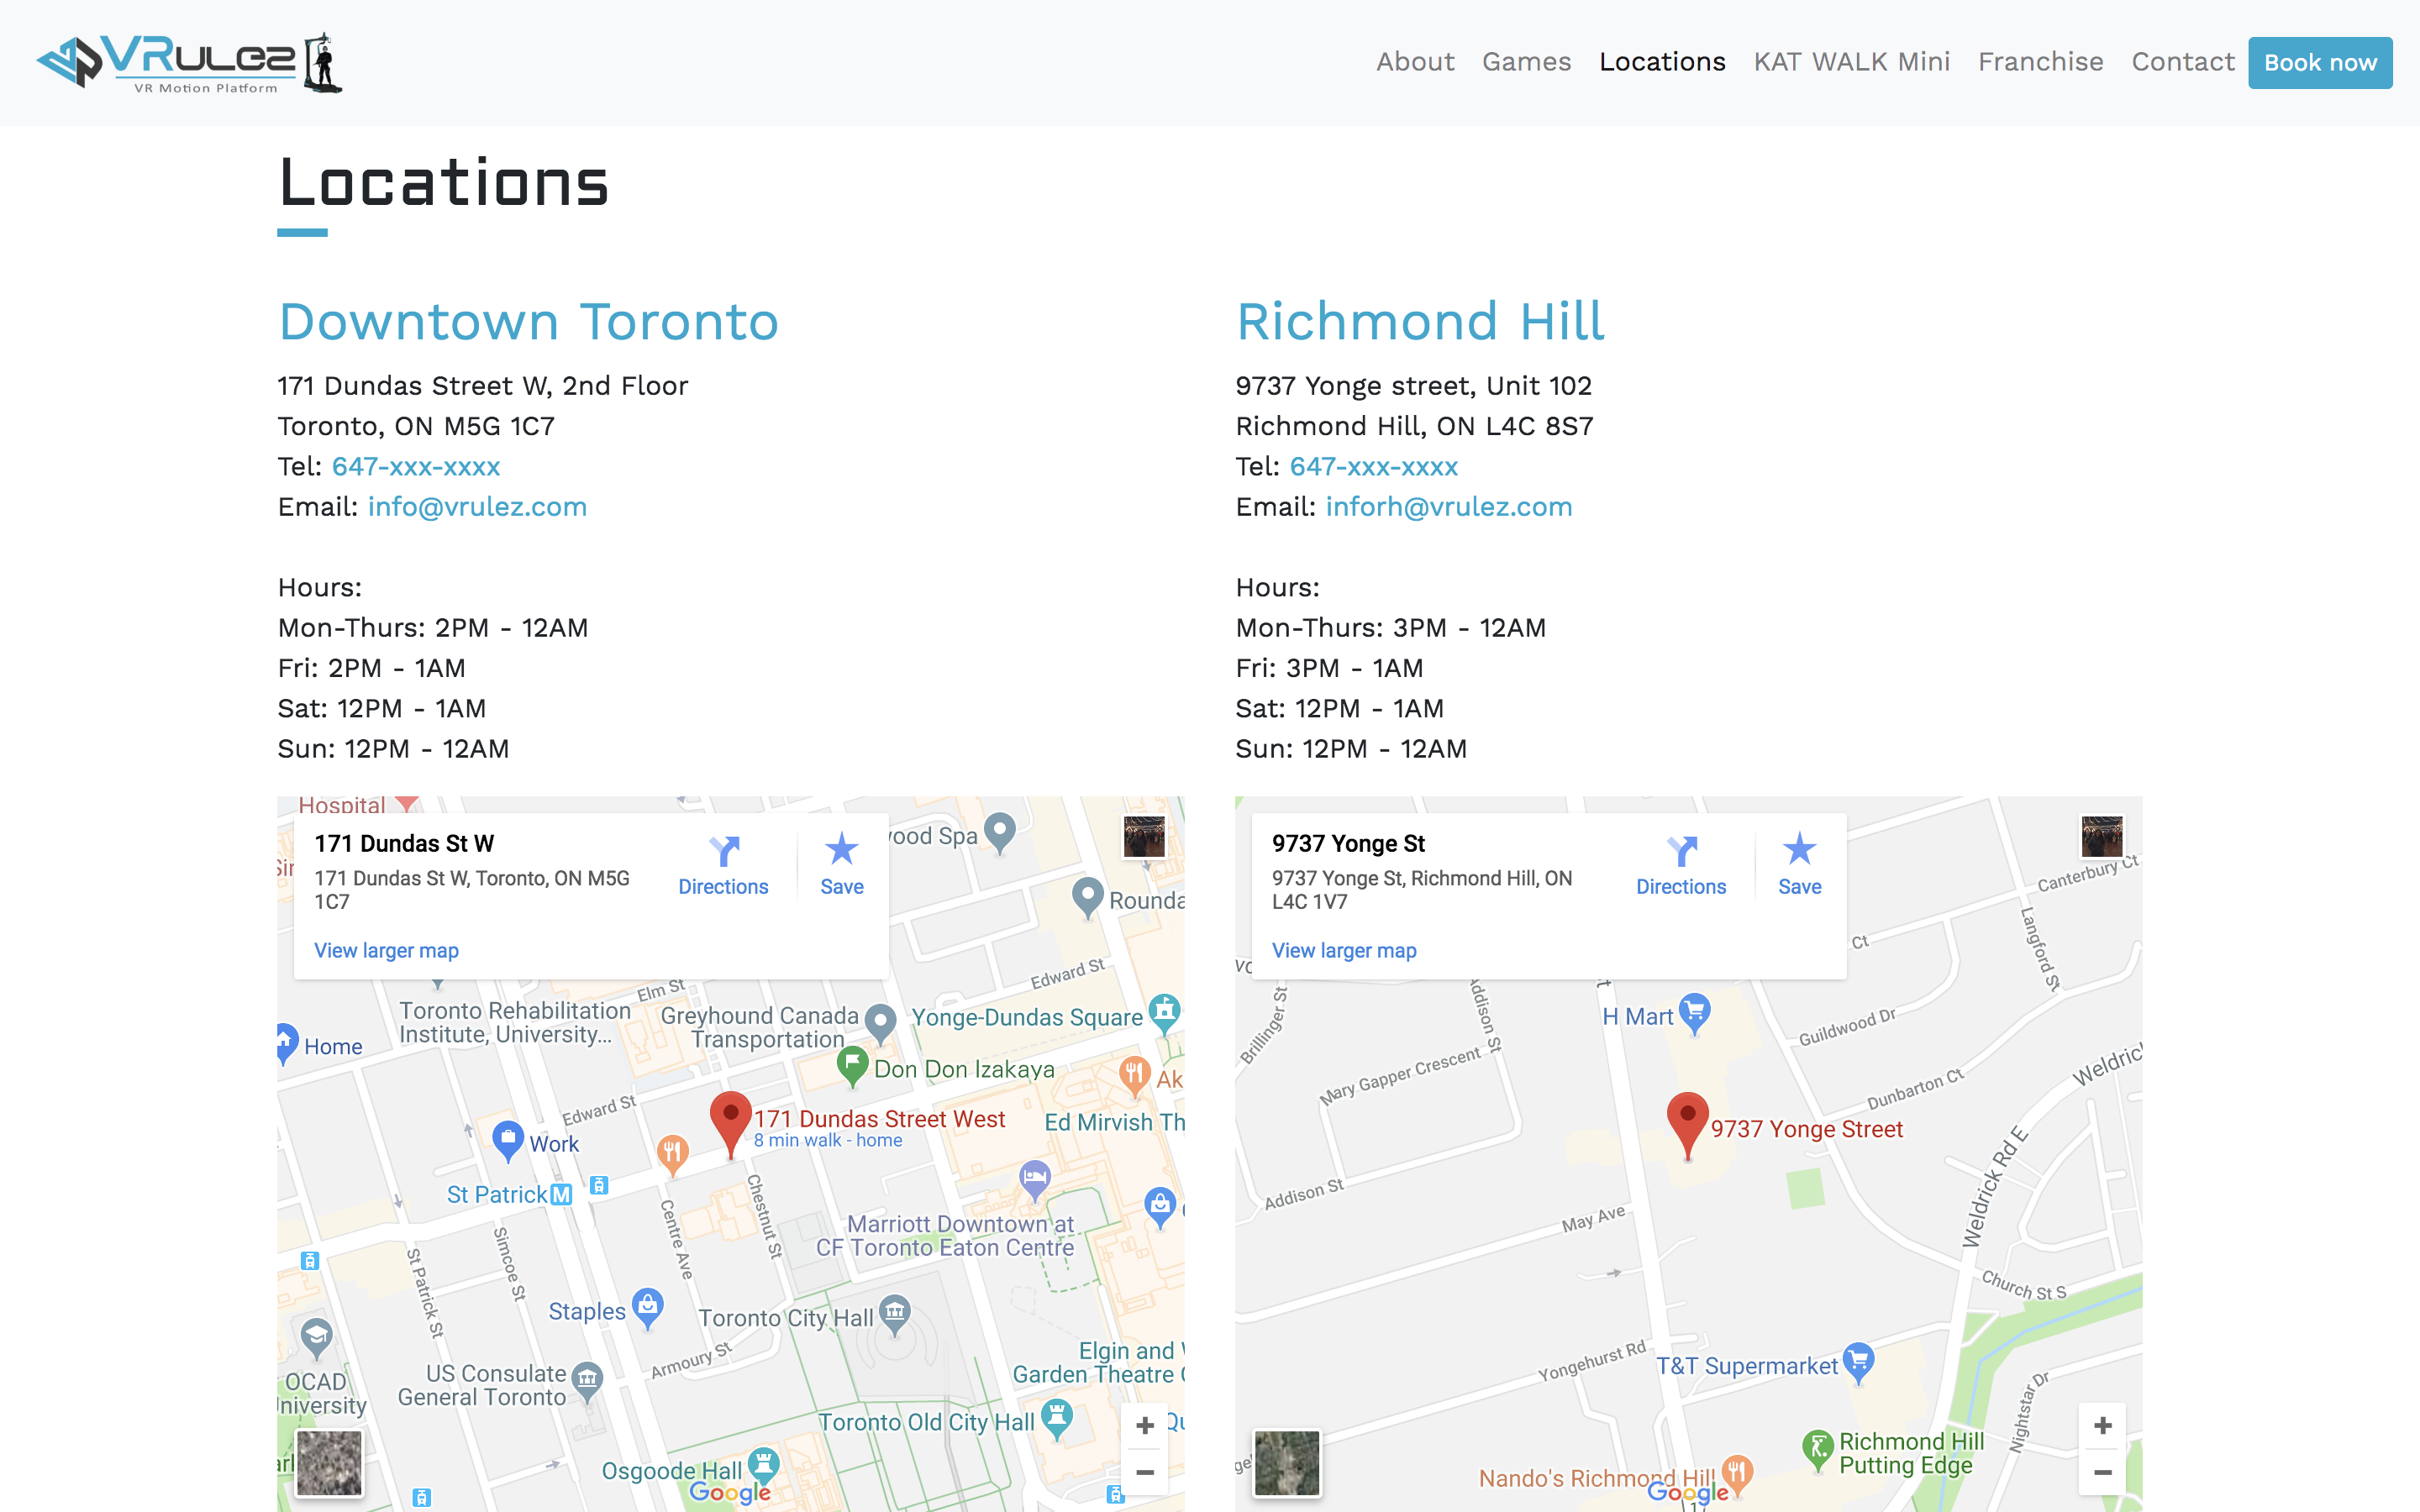 VRULEZ
VR Motion Platform
About Games Locations KAT WALK Mini Franchise Contact Book now
Locations
Downtown Toronto
171 Dundas Street W, 2nd Floor
Toronto, ON M5G 1C7
Tel: 647-xxx-xxxx
Email: info@vrulez.com
Hours:
Mon-Thurs: 2PM - 12AM
Fri: 2PM - 1AM
Sat: 12PM - 1AM
Sun: 12PM - 12AM
Richmond Hill
9737 Yonge street, Unit 102
Richmond Hill, ON L4C 8S7
Tel: 647-xxx-xxxx
Email: inforh@vrulez.com
Hours:
Mon-Thurs: 3PM - 12AM
Fri: 3PM - 1AM
Sat: 12PM - 1AM
Sun: 12PM - 12AM
Hospital
171 Dundas St W
171 Dundas St W, Toronto, ON M5G
1C7
Directions
Save
View larger map
ood Spa
Rounda
Edward St
Elm St
Toronto Rehabilitation
Institute, University...
Greyhound Canada
Transportation
Yonge-Dundas Square
Home
Don Don Izakaya
Ak
Edward St
171 Dundas Street West
8 min walk - home
Ed Mirvish Th
Work
St Patrick M
Chestnut St
Centre Ave
Marriott Downtown at
CF Toronto Eaton Centre
Simcoe St
St Patrick St
Staples
Toronto City Hall
Armoury St
Elgin and
Garden Theatre
US Consulate
General Toronto
OCAD
niversity
Toronto Old City Hall
Qu
Osgoode Hall
Google
9737 Yonge St
9737 Yonge St, Richmond Hill, ON
L4C 1V7
Directions
Save
View larger map
Canterbury Ct
Langford St
Ct
Brillinger St
Addison St
H Mart
Guildwood Dr
Mary Gapper Crescent
Weldric
Dunbarton Ct
9737 Yonge Street
Weldrick Rd E
Addison St
May Ave
Church St S
Yongehurst Rd
T&T Supermarket
Nightstar Dr
Richmond Hill
Putting Edge
Nando's Richmond Hill
Google